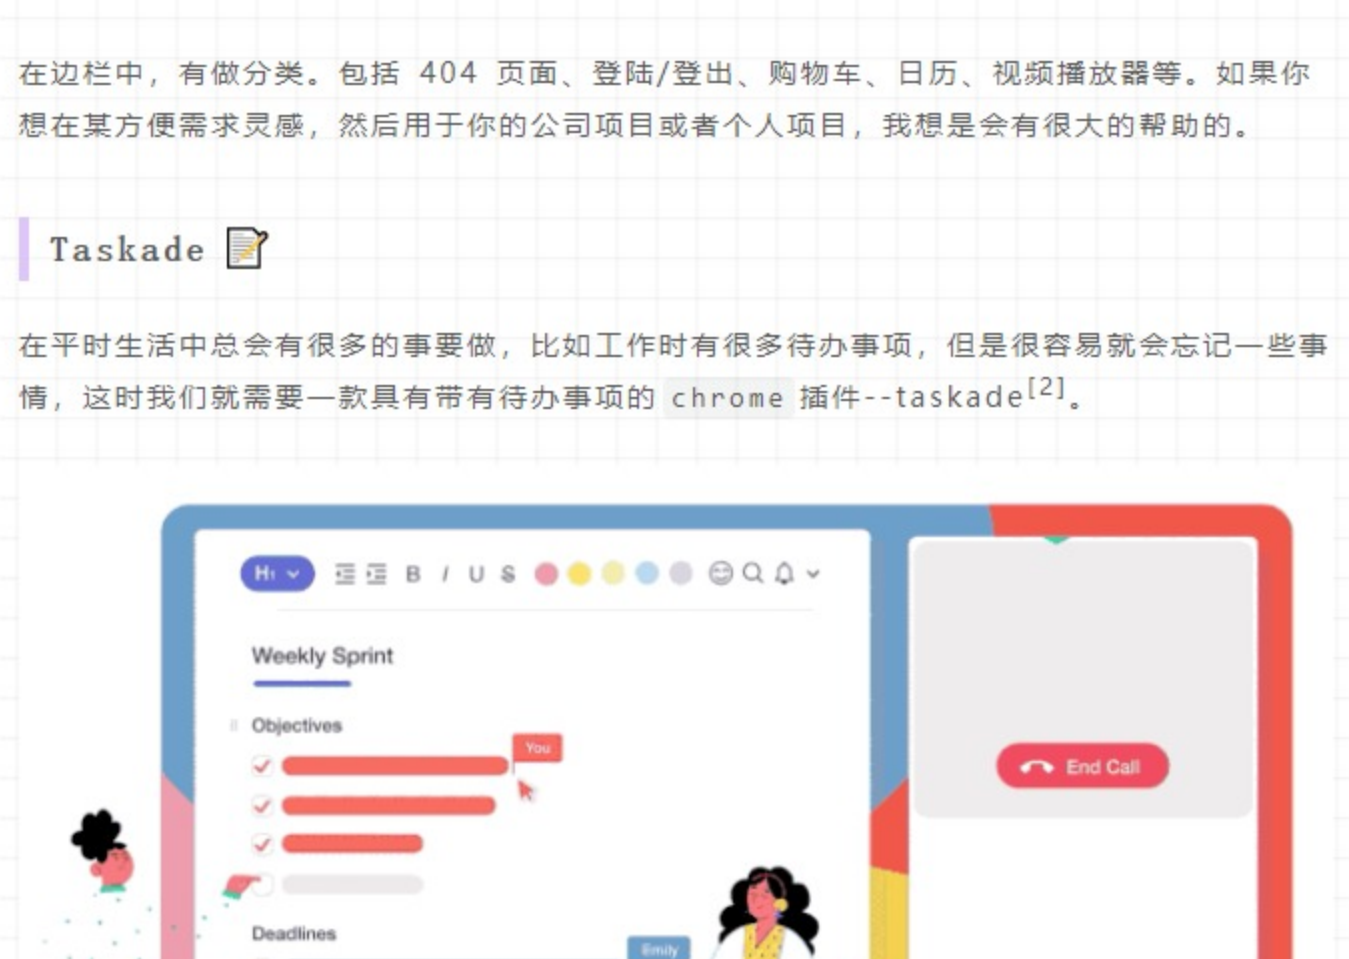 在边栏中，有做分类。包括 404 页面、登陆/登出、购物车、日历、视频播放器等。如果你
想在某方便需求灵感，然后用于你的公司项目或者个人项目，我想是会有很大的帮助的。
Taskade 📝
在平时生活中总会有很多的事要做，比如工作时有很多待办事项，但是很容易就会忘记一些事
情，这时我们就需要一款具有带有待办事项的 chrome 插件--taskade[2]。
H1 B I U S
Weekly Sprint
Objectives
You
End Call
Deadlines
Emily